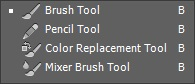 Brush Tool B
Pencil Tool B
Color Replacement Tool B
Mixer Brush Tool B